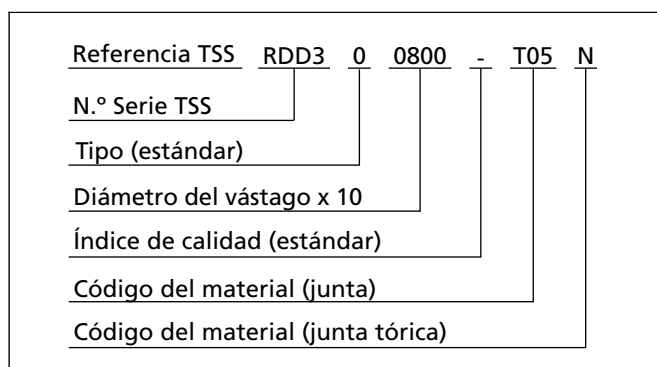 Referencia TSS RDD3 0 0800 - T05 N
N.º Serie TSS
Tipo (estándar)
Diámetro del vástago x 10
Índice de calidad (estándar)
Código del material (junta)
Código del material (junta tórica)